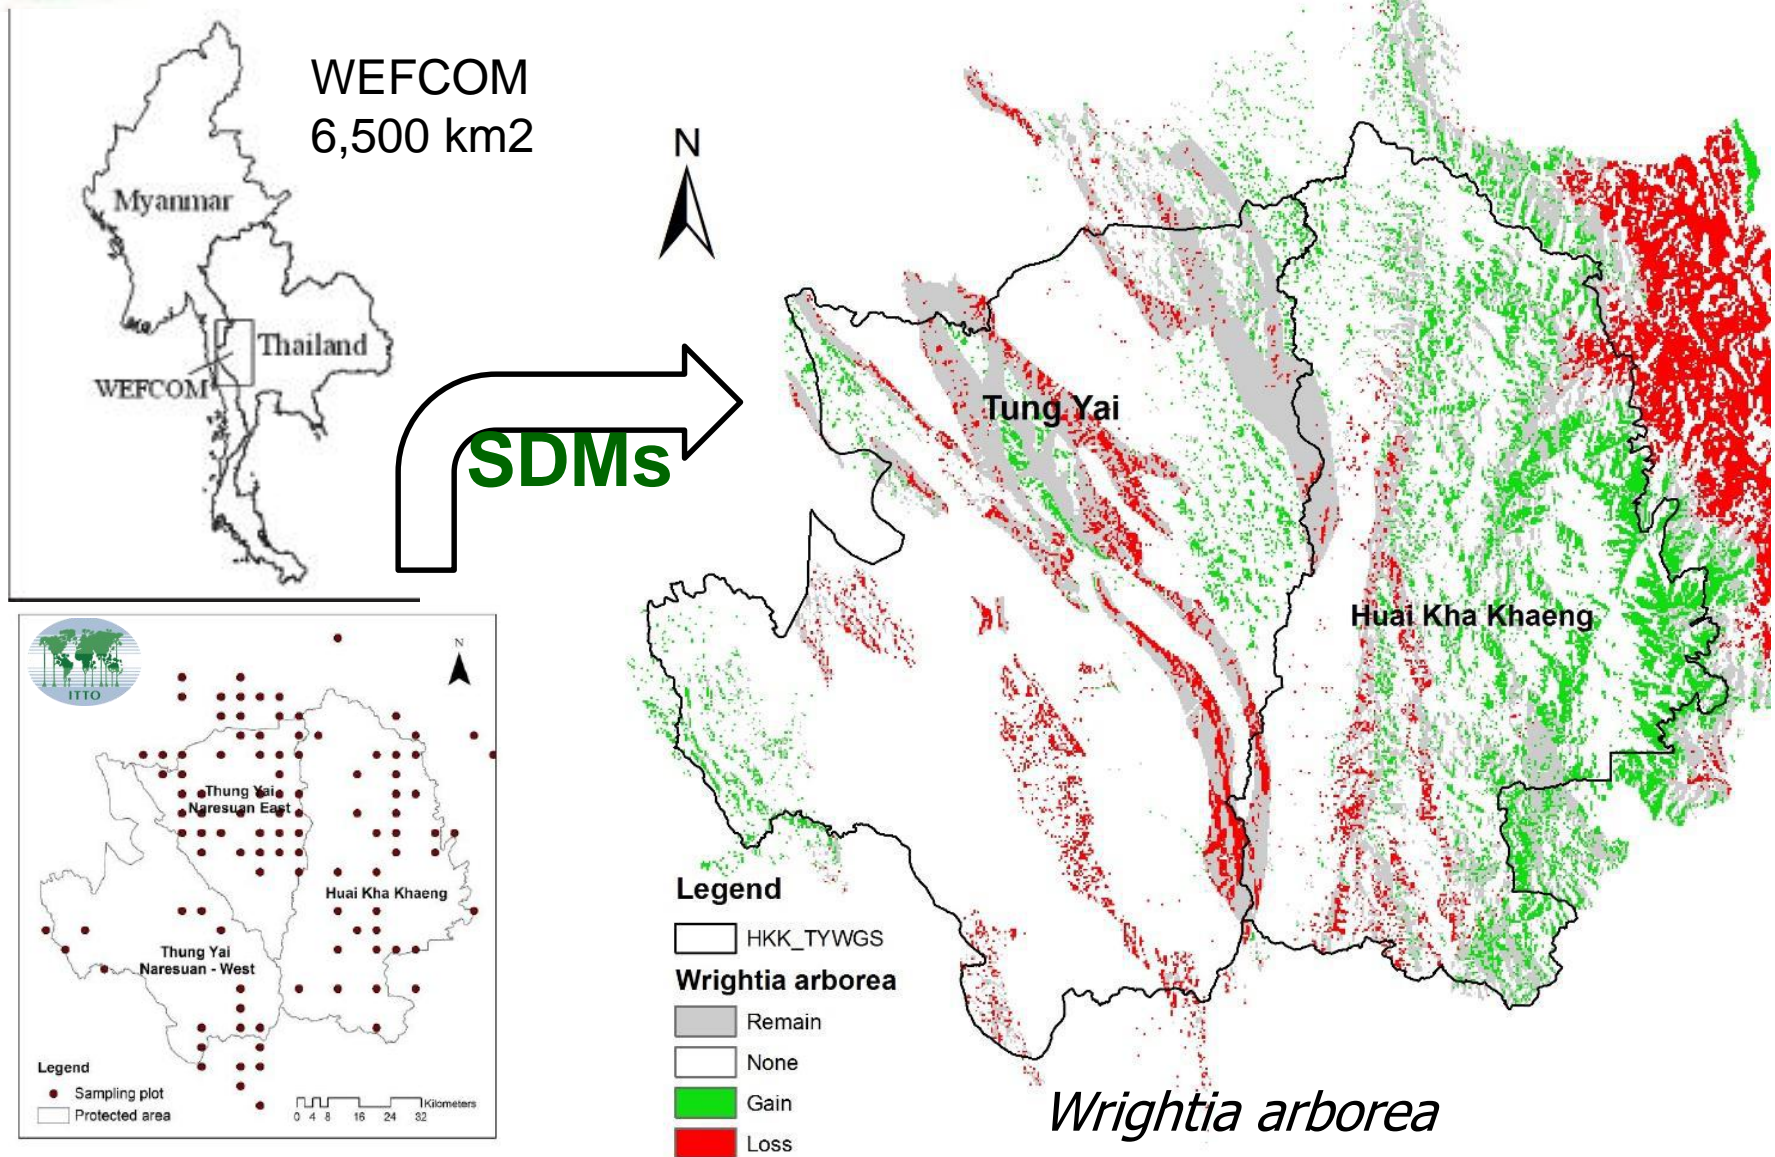 WEFCOM
6,500 km2
N
Myanmar
Thailand
WEFCOM
SDMs
Tung Yai
Huai Kha Khaeng
ITTO
N
Thung Yai
Naresuan East
Huai Kha Khaeng
Thung Yai
Naresuan - West
Legend
Sampling plot
Protected area
Kilometers
0 4 8 16 24 32
Legend
HKK_TYWGS
Wrightia arborea
Remain
None
Gain
Loss
Wrightia arborea